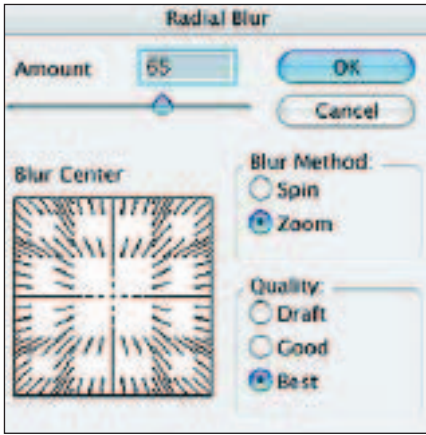 Radial Blur
Amount 65
OK
Cancel
Blur Center
Blur Method:
Spin
Zoom
Quality:
Draft
Good
Best